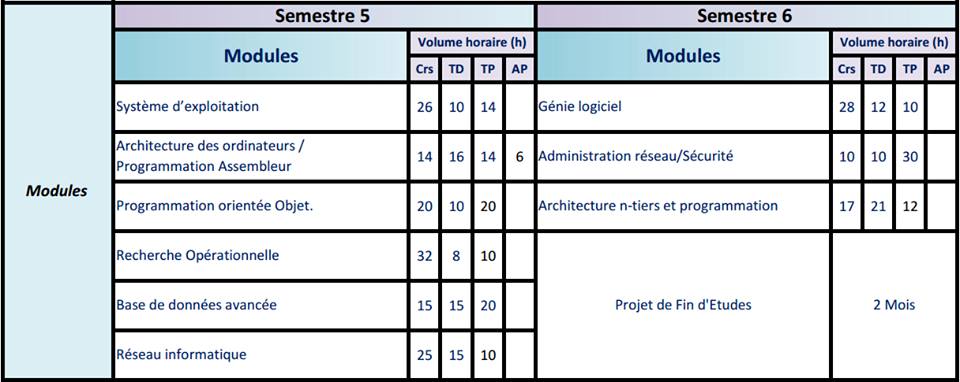 Semestre 5 Semestre 6
Modules Volume horaire (h) Modules Volume horaire (h)
Crs TD TP AP Crs TD TP AP
Modules
Système d'exploitation 26 10 14 Génie logiciel 28 12 10
Architecture des ordinateurs /
Programmation Assembleur 14 16 14 6 Administration réseau/Sécurité 10 10 30
Programmation orientée Objet. 20 10 20 Architecture n-tiers et programmation 17 21 12
Recherche Opérationnelle 32 8 10
Base de données avancée 15 15 20 Projet de Fin d'Etudes 2 Mois
Réseau informatique 25 15 10